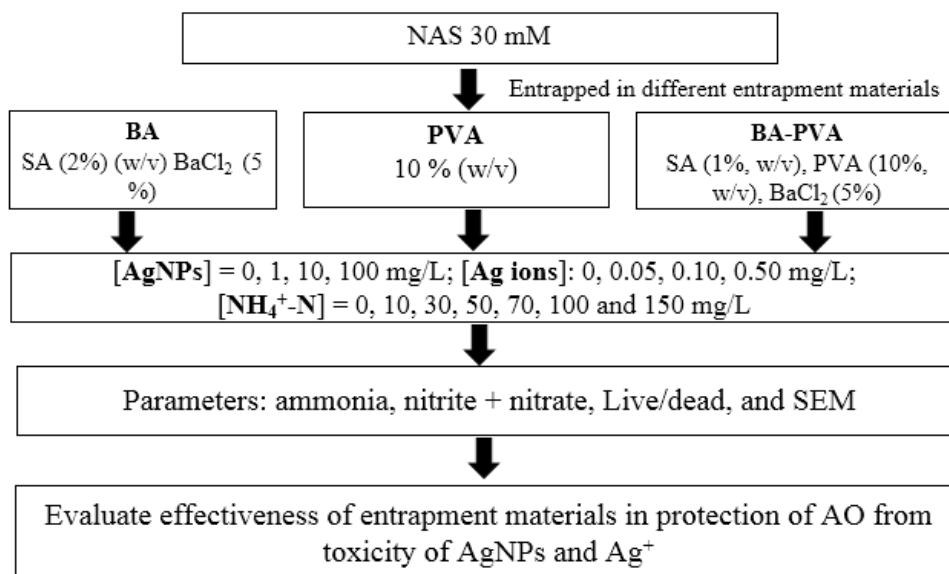 NAS 30 mM
Entrapped in different entrapment materials
BA
SA (2%) (w/v) BaCl₂ (5
%)
PVA
10 % (w/v)
BA-PVA
SA (1%, w/v), PVA (10%,
w/v), BaCl₂ (5%)
[AgNPs] = 0, 1, 10, 100 mg/L; [Ag ions]: 0, 0.05, 0.10, 0.50 mg/L;
[NH₄⁺-N] = 0, 10, 30, 50, 70, 100 and 150 mg/L
Parameters: ammonia, nitrite + nitrate, Live/dead, and SEM
Evaluate effectiveness of entrapment materials in protection of AO from
toxicity of AgNPs and Ag⁺